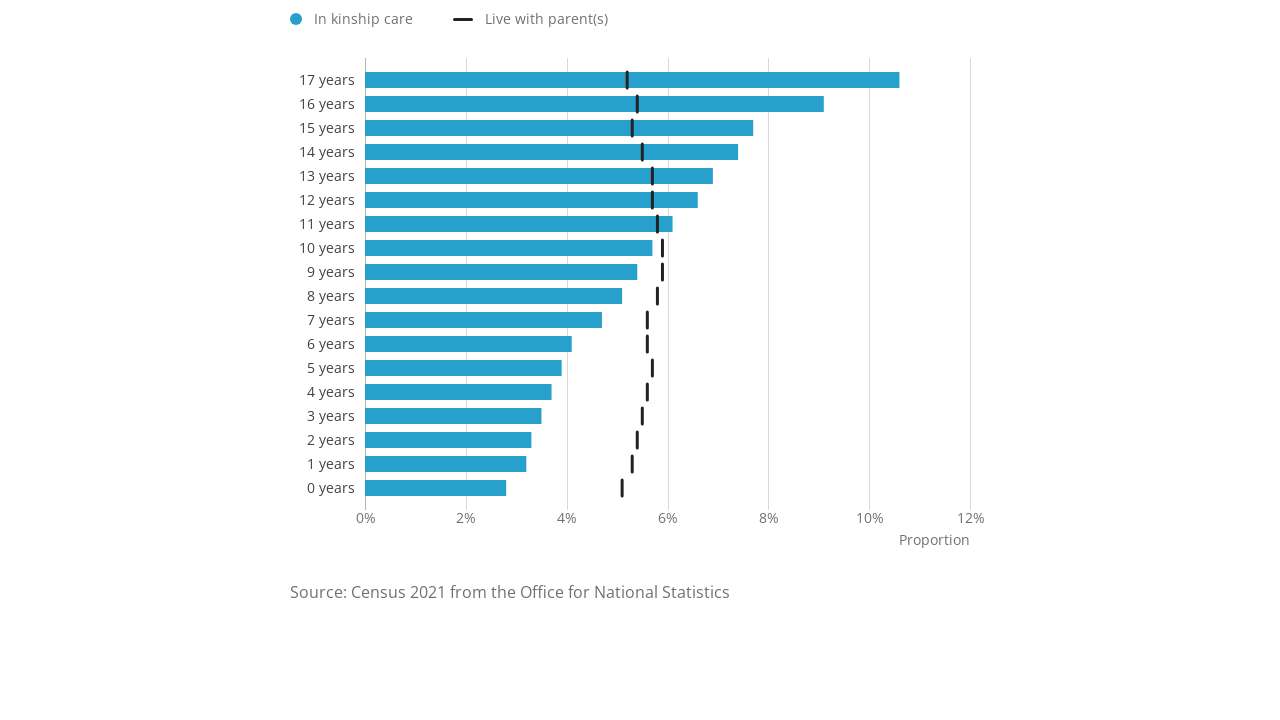 In kinship care Live with parent(s)
17 years
16 years
15 years
14 years
13 years
12 years
11 years
10 years
9 years
8 years
7 years
6 years
5 years
4 years
3 years
2 years
1 years
0 years
0% 2% 4% 6% 8% 10% 12%
Proportion
Source: Census 2021 from the Office for National Statistics